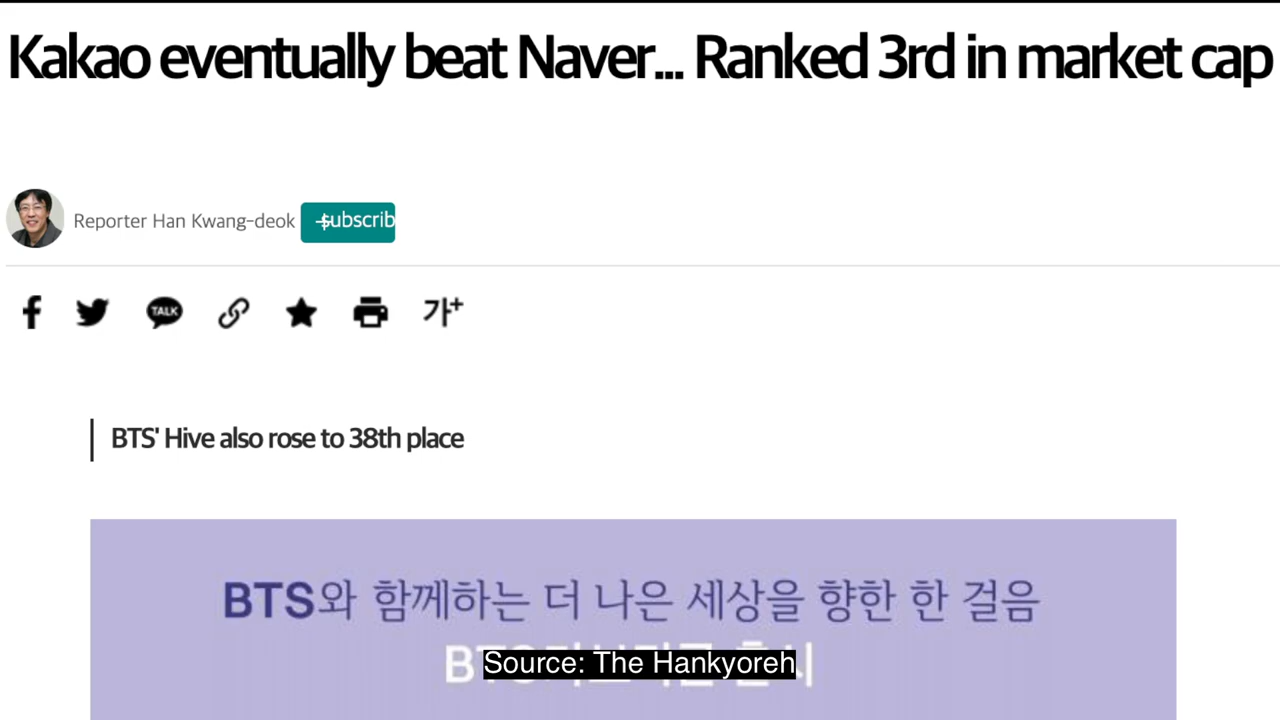 Kakao eventually beat Naver... Ranked 3rd in market cap
Reporter Han Kwang-deok
+subscrib
TALK
가+
BTS' Hive also rose to 38th place
BTS와 함께하는 더 나은 세상을 향한 한 걸음
Source: The Hankyoreh